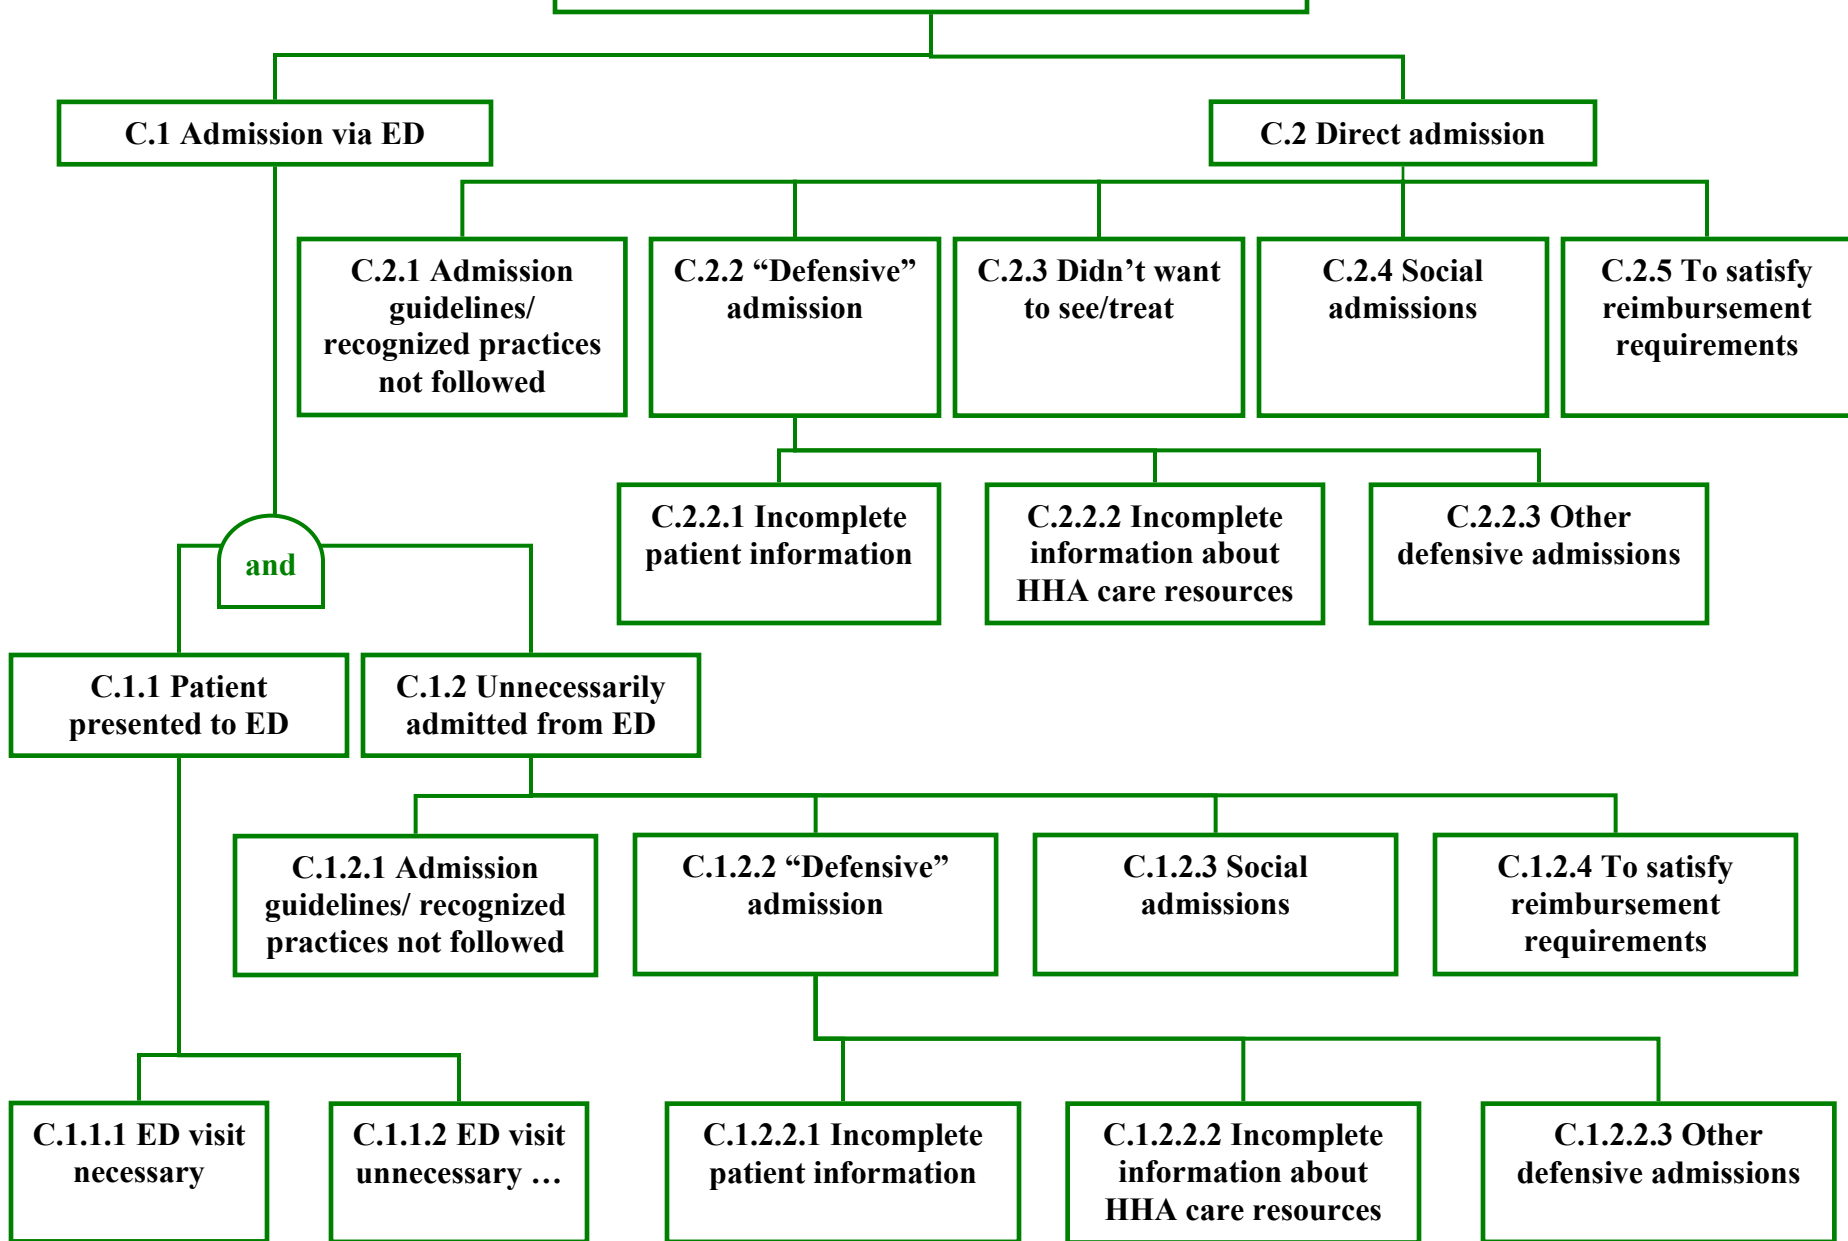 C.1 Admission via ED
C.2 Direct admission
C.2.1 Admission
guidelines/
recognized practices
not followed
C.2.2 “Defensive”
admission
C.2.3 Didn’t want
to see/treat
C.2.4 Social
admissions
C.2.5 To satisfy
reimbursement
requirements
C.2.2.1 Incomplete
patient information
C.2.2.2 Incomplete
information about
HHA care resources
C.2.2.3 Other
defensive admissions
and
C.1.1 Patient
presented to ED
C.1.2 Unnecessarily
admitted from ED
C.1.2.1 Admission
guidelines/ recognized
practices not followed
C.1.2.2 “Defensive”
admission
C.1.2.3 Social
admissions
C.1.2.4 To satisfy
reimbursement
requirements
C.1.1.1 ED visit
necessary
C.1.1.2 ED visit
unnecessary …
C.1.2.2.1 Incomplete
patient information
C.1.2.2.2 Incomplete
information about
HHA care resources
C.1.2.2.3 Other
defensive admissions